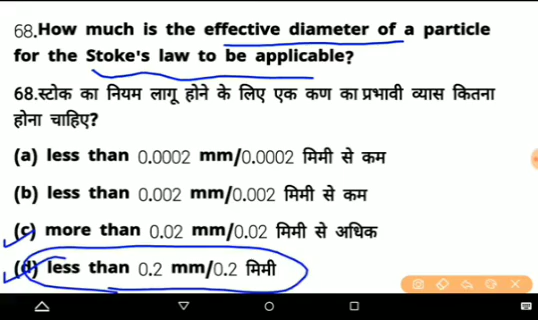 68.How much is the effective diameter of a particle
for the Stoke's law to be applicable?
68.स्टोक का नियम लागू होने के लिए एक कण का प्रभावी व्यास कितना
होना चाहिए?
(a) less than 0.0002 mm/0.0002 मिमी से कम
(b) less than 0.002 mm/0.002 मिमी से कम
(c) more than 0.02 mm/0.02 मिमी से अधिक
(d) less than 0.2 mm/0.2 मिमी